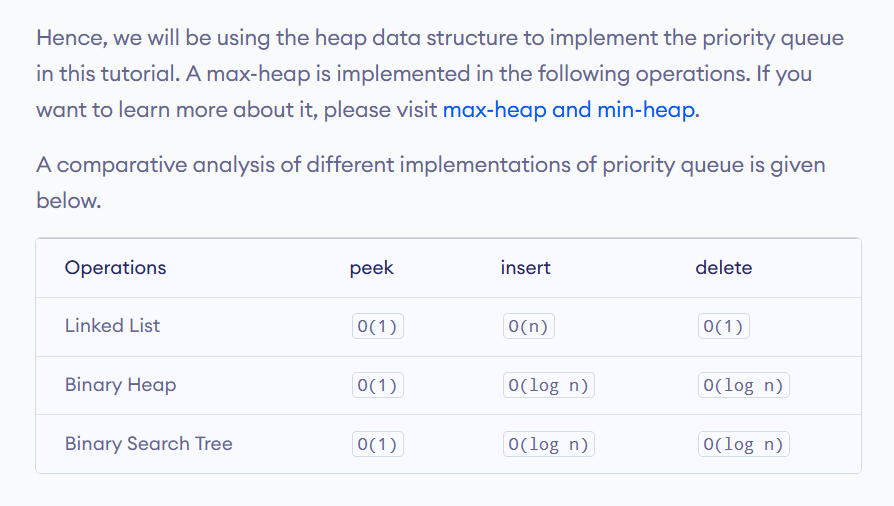 Hence, we will be using the heap data structure to implement the priority queue
in this tutorial. A max-heap is implemented in the following operations. If you
want to learn more about it, please visit max-heap and min-heap.
A comparative analysis of different implementations of priority queue is given
below.
Operations peek insert delete
Linked List O(1) O(n) O(1)
Binary Heap O(1) O(log n) O(log n)
Binary Search Tree O(1) O(log n) O(log n)